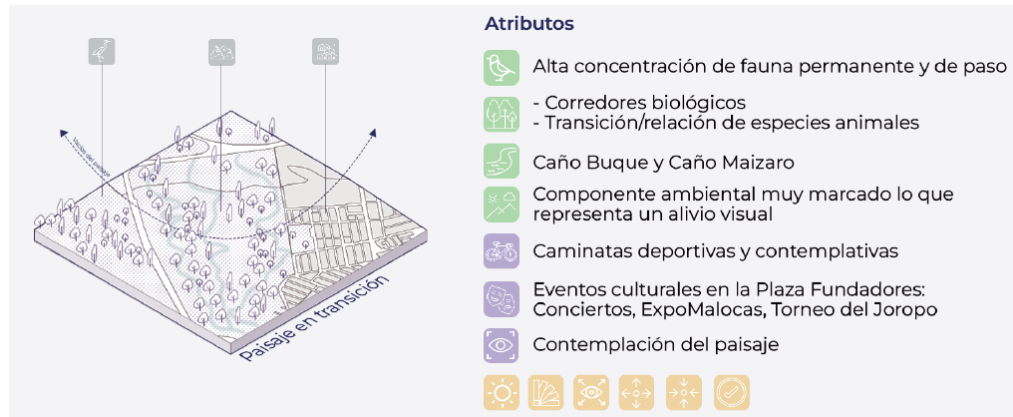 Atributos
Alta concentración de fauna permanente y de paso
- Corredores biológicos
- Transición/relación de especies animales
Caño Buque y Caño Maizaro
Componente ambiental muy marcado lo que
representa un alivio visual
Caminatas deportivas y contemplativas
Eventos culturales en la Plaza Fundadores:
Conciertos, ExpoMalocas, Torneo del Joropo
Contemplación del paisaje
Paisaje en transición